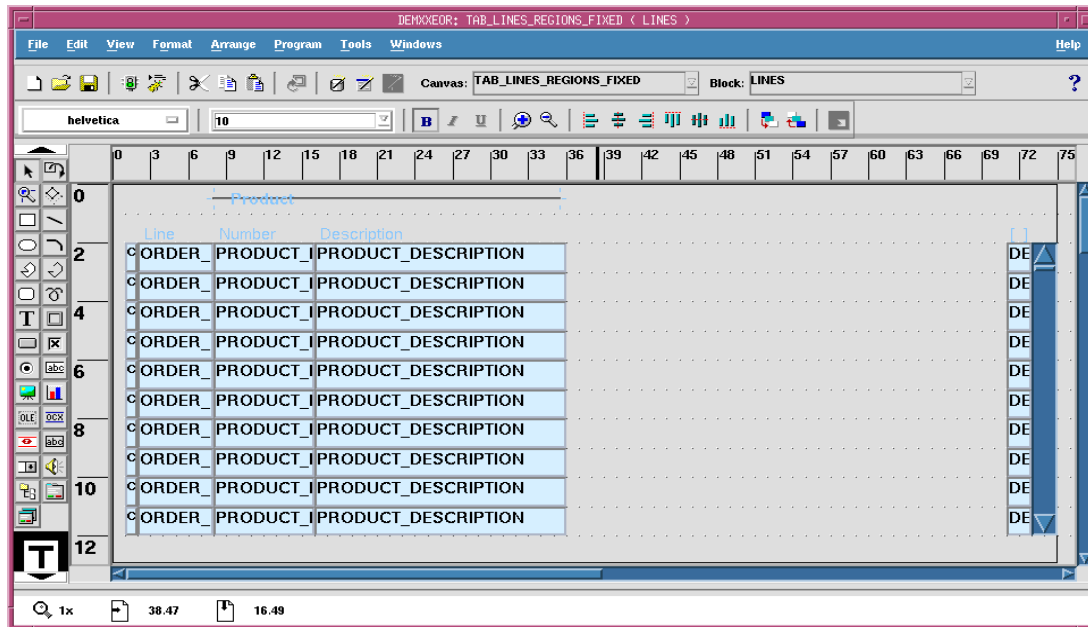 DEMXXEOR: TAB_LINES_REGIONS_FIXED ( LINES )
File Edit View Format Arrange Program Tools Windows Help
Canvas: TAB_LINES_REGIONS_FIXED Block: LINES ?
helvetica 10 B I U
0 3 6 9 12 15 18 21 24 27 30 33 36 39 42 45 48 51 54 57 60 63 66 69 72 75
0 Product
Line Number Description [ ]
2 C ORDER_ PRODUCT_I PRODUCT_DESCRIPTION DE
C ORDER_ PRODUCT_I PRODUCT_DESCRIPTION DE
4 C ORDER_ PRODUCT_I PRODUCT_DESCRIPTION DE
C ORDER_ PRODUCT_I PRODUCT_DESCRIPTION DE
6 C ORDER_ PRODUCT_I PRODUCT_DESCRIPTION DE
C ORDER_ PRODUCT_I PRODUCT_DESCRIPTION DE
8 C ORDER_ PRODUCT_I PRODUCT_DESCRIPTION DE
C ORDER_ PRODUCT_I PRODUCT_DESCRIPTION DE
10 C ORDER_ PRODUCT_I PRODUCT_DESCRIPTION DE
C ORDER_ PRODUCT_I PRODUCT_DESCRIPTION DE
12
T
abc
OLE OCX
abc
T
1x 38.47 16.49